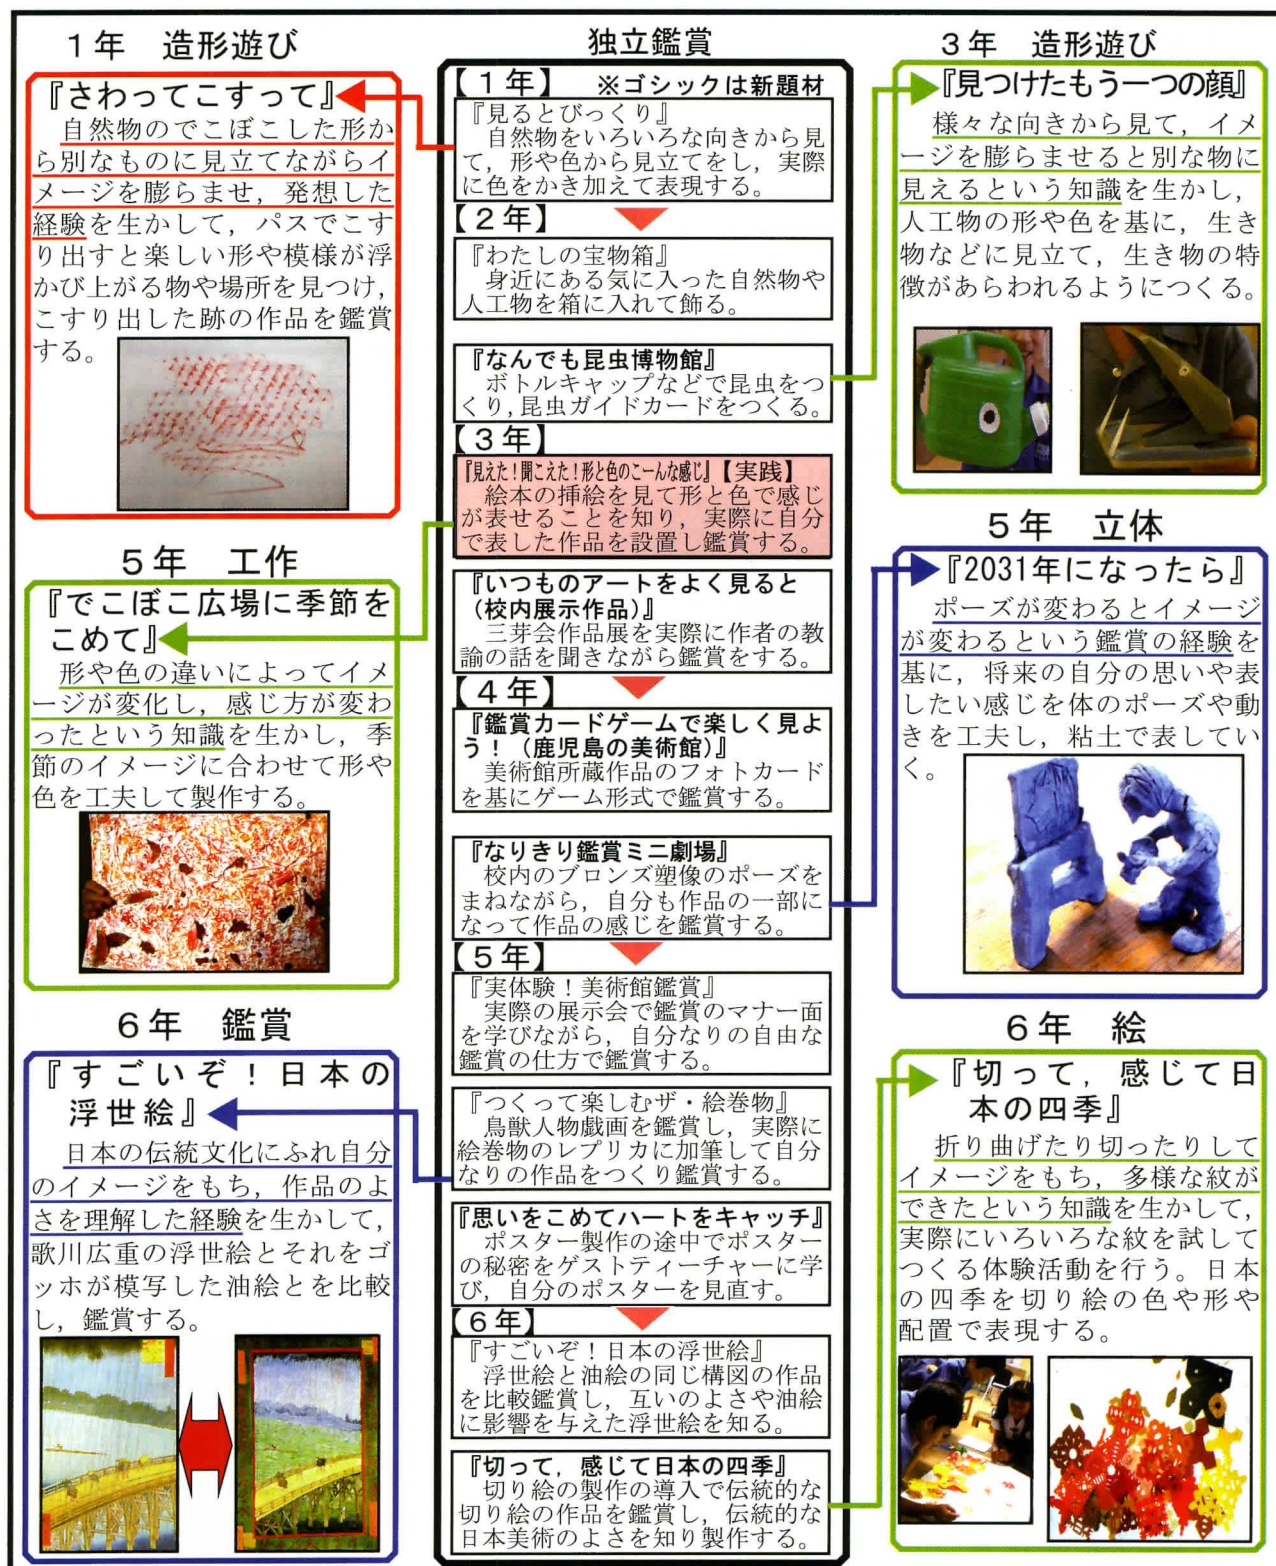 1年　造形遊び
『さわってこすって』
自然物のでこぼこした形か
ら別なものに見立てながらイ
メージを膨らませ，発想した
経験を生かして，パスでこす
り出すと楽しい形や模様が浮
かび上がる物や場所を見つけ，
こすり出した跡の作品を鑑賞
する。
5年　工作
『でこぼこ広場に季節を
こめて』
形や色の違いによってイメ
ージが変化し，感じ方が変わ
ったという知識を生かし，季
節のイメージに合わせて形や
色を工夫して製作する。
6年　鑑賞
『すごいぞ！日本の
浮世絵』
日本の伝統文化にふれ自分
のイメージをもち，作品のよ
さを理解した経験を生かして，
歌川広重の浮世絵とそれをゴ
ッホが模写した油絵とを比較
し，鑑賞する。
独立鑑賞
【1年】　※ゴシックは新題材
『見るとびっくり』
自然物をいろいろな向きから見
て，形や色から見立てをし，実際
に色をかき加えて表現する。
【2年】
『わたしの宝物箱』
身近にある気に入った自然物や
人工物を箱に入れて飾る。
『なんでも昆虫博物館』
ボトルキャップなどで昆虫をつ
くり，昆虫ガイドカードをつくる。
【3年】
『見えた！聞こえた！形と色のこーんな感じ』【実践】
絵本の挿絵を見て形と色で感じ
が表せることを知り，実際に自分
で表した作品を設置し鑑賞する。
『いつものアートをよく見ると
（校内展示作品）』
三芽会作品展を実際に作者の教
諭の話を聞きながら鑑賞をする。
【4年】
『鑑賞カードゲームで楽しく見よ
う！（鹿児島の美術館）』
美術館所蔵作品のフォトカード
を基にゲーム形式で鑑賞する。
『なりきり鑑賞ミニ劇場』
校内のブロンズ塑像のポーズを
まねながら，自分も作品の一部に
なって作品の感じを鑑賞する。
【5年】
『実体験！美術館鑑賞』
実際の展示会で鑑賞のマナー面
を学びながら，自分なりの自由な
鑑賞の仕方で鑑賞する。
『つくって楽しむザ・絵巻物』
鳥獣人物戯画を鑑賞し，実際に
絵巻物のレプリカに加筆して自分
なりの作品をつくり鑑賞する。
『思いをこめてハートをキャッチ』
ポスター製作の途中でポスター
の秘密をゲストティーチャーに学
び，自分のポスターを見直す。
【6年】
『すごいぞ！日本の浮世絵』
浮世絵と油絵の同じ構図の作品
を比較鑑賞し，互いのよさや油絵
に影響を与えた浮世絵を知る。
『切って，感じて日本の四季』
切り絵の製作の導入で伝統的な
切り絵の作品を鑑賞し，伝統的な
日本美術のよさを知り製作する。
3年　造形遊び
『見つけたもう一つの顔』
様々な向きから見て，イメ
ージを膨らませると別な物に
見えるという知識を生かし，
人工物の形や色を基に，生き
物などに見立て，生き物の特
徴があらわれるようにつくる。
5年　立体
『2031年になったら』
ポーズが変わるとイメージ
が変わるという鑑賞の経験を
基に，将来の自分の思いや表
したい感じを体のポーズや動
きを工夫し，粘土で表してい
く。
6年　絵
『切って，感じて日
本の四季』
折り曲げたり切ったりして
イメージをもち，多様な紋が
できたという知識を生かして，
実際にいろいろな紋を試して
つくる体験活動を行う。日本
の四季を切り絵の色や形や
配置で表現する。